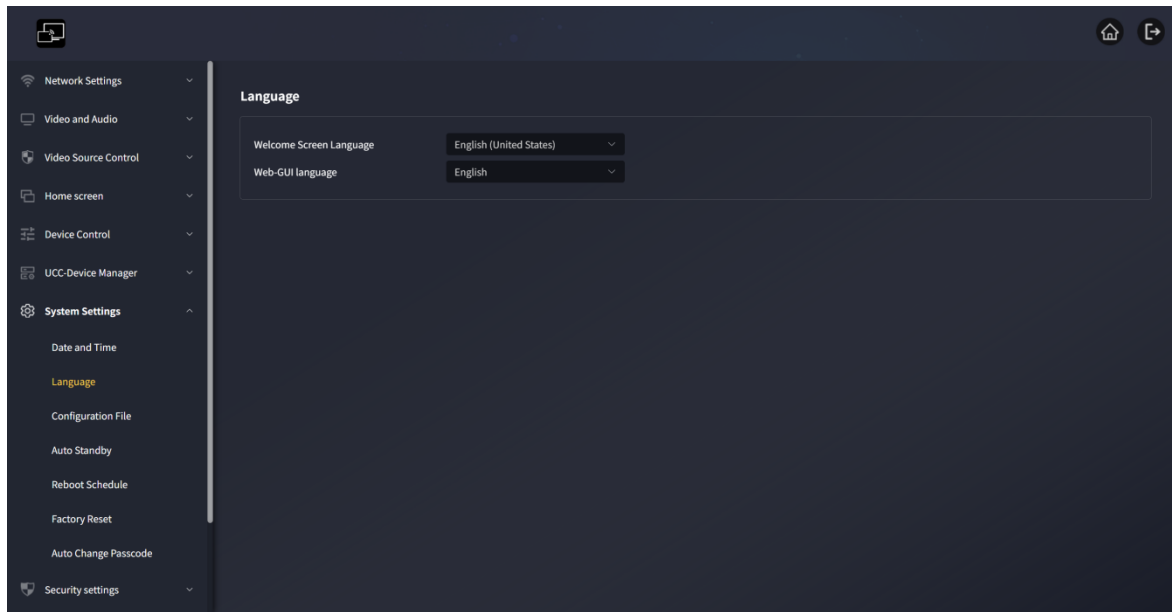 Network Settings
Video and Audio
Video Source Control
Home screen
Device Control
UCC-Device Manager
System Settings
Date and Time
Language
Configuration File
Auto Standby
Reboot Schedule
Factory Reset
Auto Change Passcode
Security settings
Language
Welcome Screen Language English (United States)
Web-GUI language English